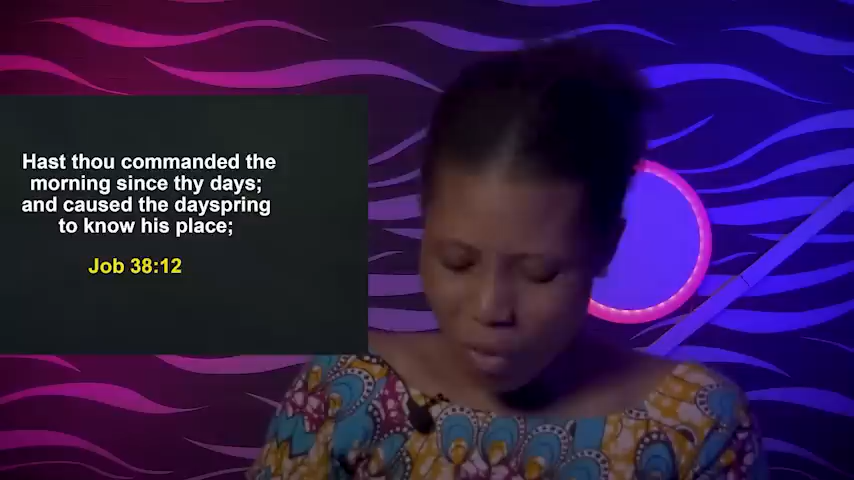 Hast thou commanded the
morning since thy days;
and caused the dayspring
to know his place;
Job 38:12